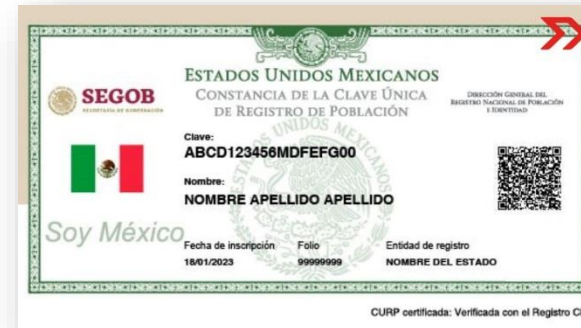 ESTADOS UNIDOS MEXICANOS
SEGOB
SECRETARÍA DE GOBERNACIÓN
CONSTANCIA DE LA CLAVE ÚNICA
DE REGISTRO DE POBLACIÓN
DIRECCIÓN GENERAL DEL
REGISTRO NACIONAL DE POBLACIÓN
E IDENTIDAD
Clave:
ABCD123456MDFEFG00
Nombre:
NOMBRE APELLIDO APELLIDO
Soy México
Fecha de inscripción Folio Entidad de registro
18/01/2023 99999999 NOMBRE DEL ESTADO
CURP certificada: Verificada con el Registro Ci